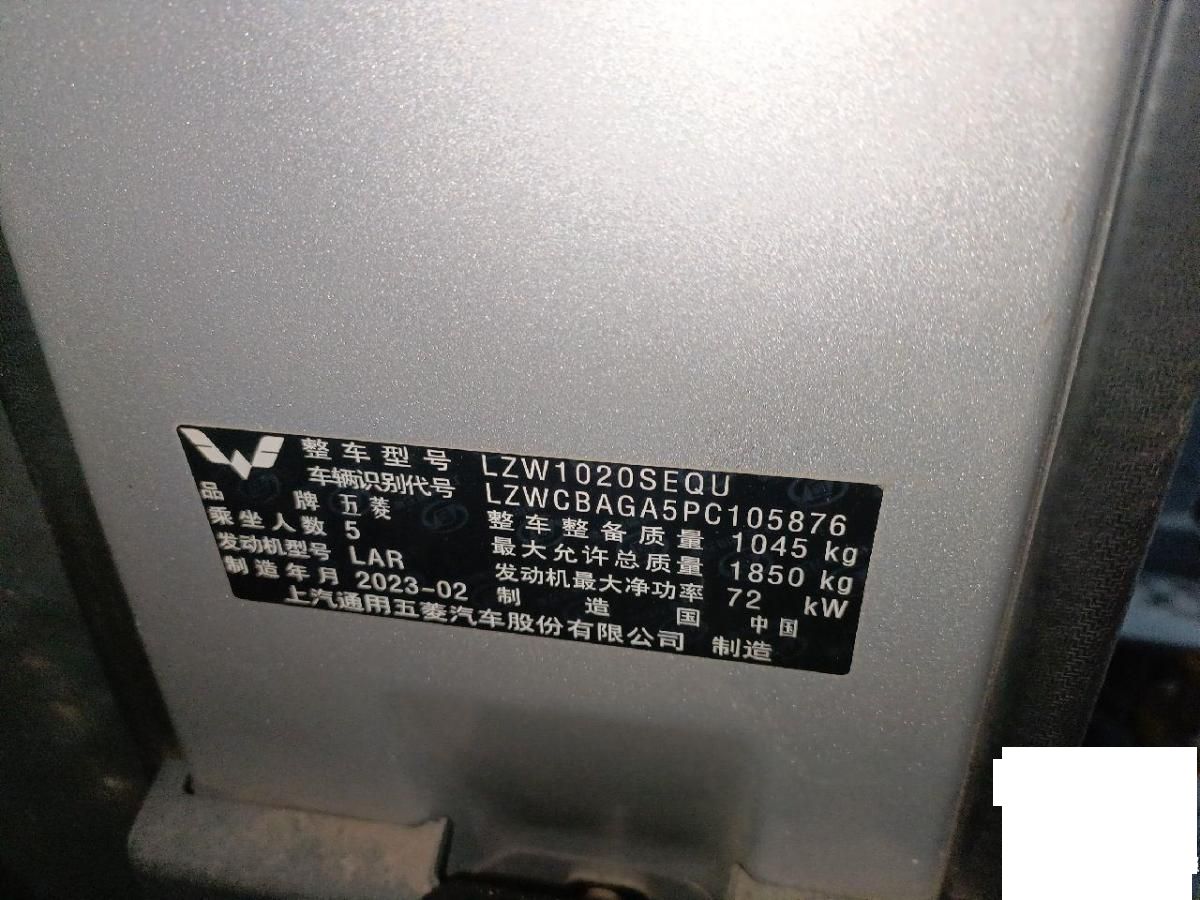 整车型号 LZW1020SEQU
车辆识别代号 LZWCBAGA5PC105876
品牌 五菱 整车整备质量 1045 kg
乘坐人数 5 最大允许总质量 1850 kg
发动机型号 LAR 发动机最大净功率 72 kW
制造年月 2023-02 制造国 中国
上汽通用五菱汽车股份有限公司 制造